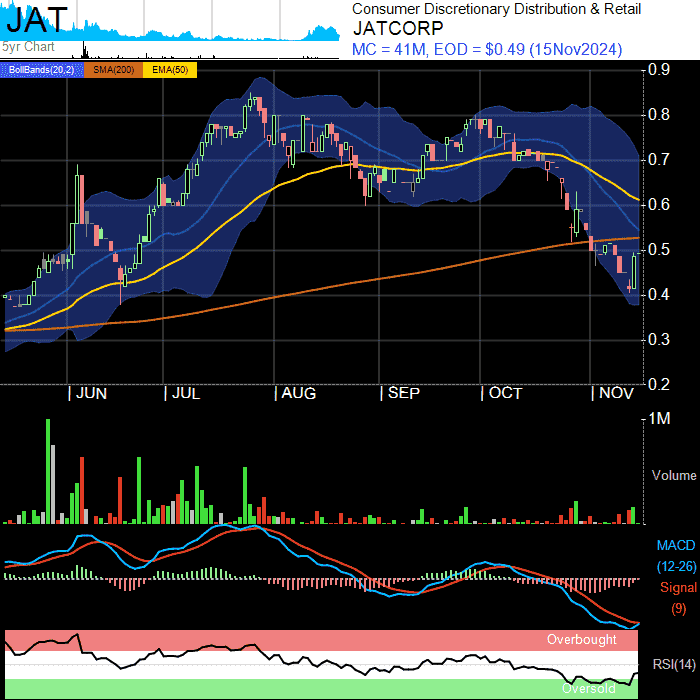 JAT
5yr Chart
Consumer Discretionary Distribution & Retail
JATCORP
MC = 41M, EOD = $0.49 (15Nov2024)
BollBands(20,2) SMA(200) EMA(50)
0.9
0.8
0.7
0.6
0.5
0.4
0.3
0.2
JUN JUL AUG SEP OCT NOV
1M
Volume
MACD
(12-26)
Signal
(9)
Overbought
RSI(14)
Oversold